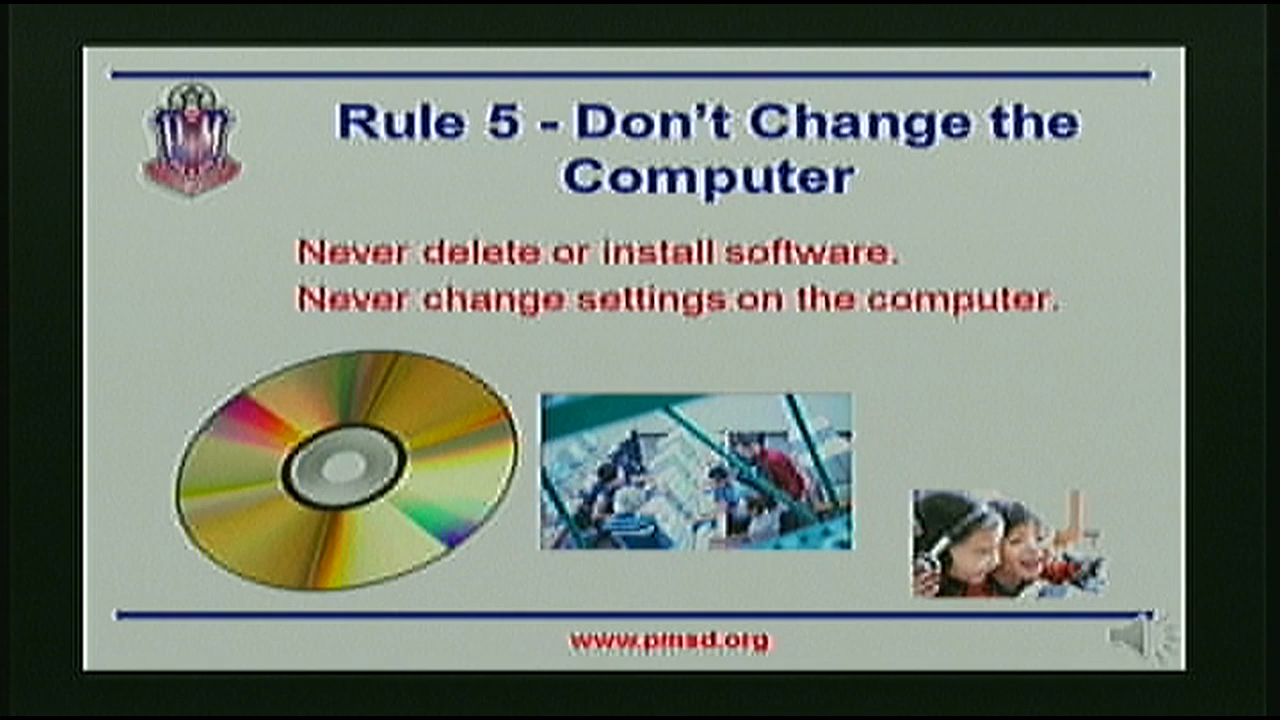 Rule 5 - Don't Change the
Computer
Never delete or install software.
Never change settings on the computer.
www.pmsd.org